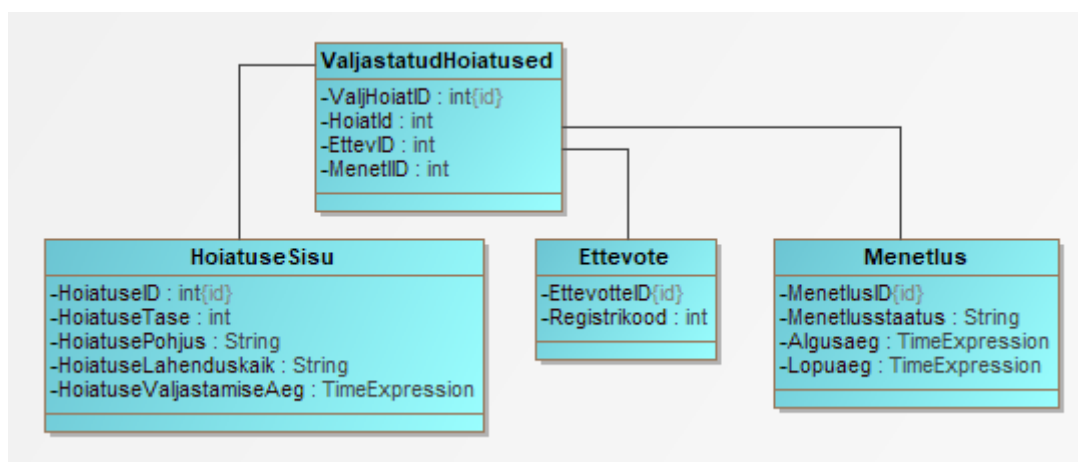 ValjastatudHoiatused
-ValjHoiatID : int{id}
-HoiatId : int
-EttevID : int
-MenetlID : int
HoiatuseSisu
-HoiatuseID : int{id}
-HoiatuseTase : int
-HoiatusePohjus : String
-HoiatuseLahenduskaik : String
-HoiatuseValjastamiseAeg : TimeExpression
Ettevote
-EttevotteID{id}
-Registrikood : int
Menetlus
-MenetlusID{id}
-Menetlusstaatus : String
-Algusaeg : TimeExpression
-Lopuaeg : TimeExpression